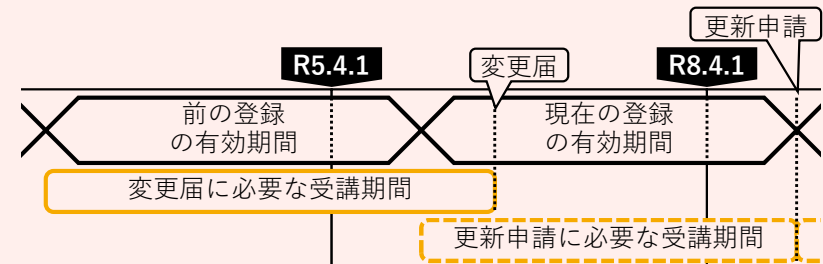 更新申請
R5.4.1
変更届
R8.4.1
前の登録
の有効期間
現在の登録
の有効期間
変更届に必要な受講期間
更新申請に必要な受講期間